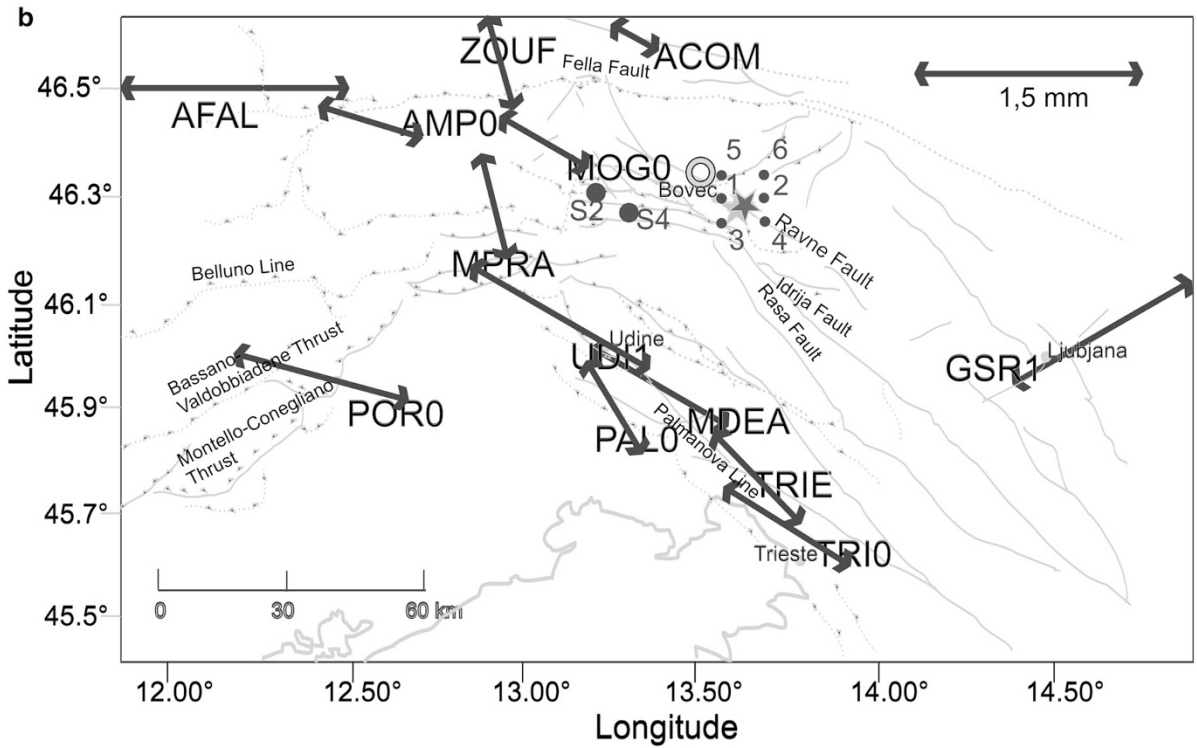 b
ZOUF
Fella Fault
ACOM
46.5°
1,5 mm
AFAL
AMP0
5
6
MOG0
Bovec
1
2
46.3°
S2
S4
3
4
Ravne Fault
MPRA
Belluno Line
Idrija Fault
Rasa Fault
46.1°
Latitude
Udine
UDI1
Ljubjana
GSR1
Bassano-
Valdobbiadene Thrust
POR0
45.9°
MDEA
PAL0
Palmanova Line
Montello-Conegliano
Thrust
TRIE
45.7°
Trieste
TRI0
0
30
60 km
45.5°
12.00°
12.50°
13.00°
13.50°
14.00°
14.50°
Longitude